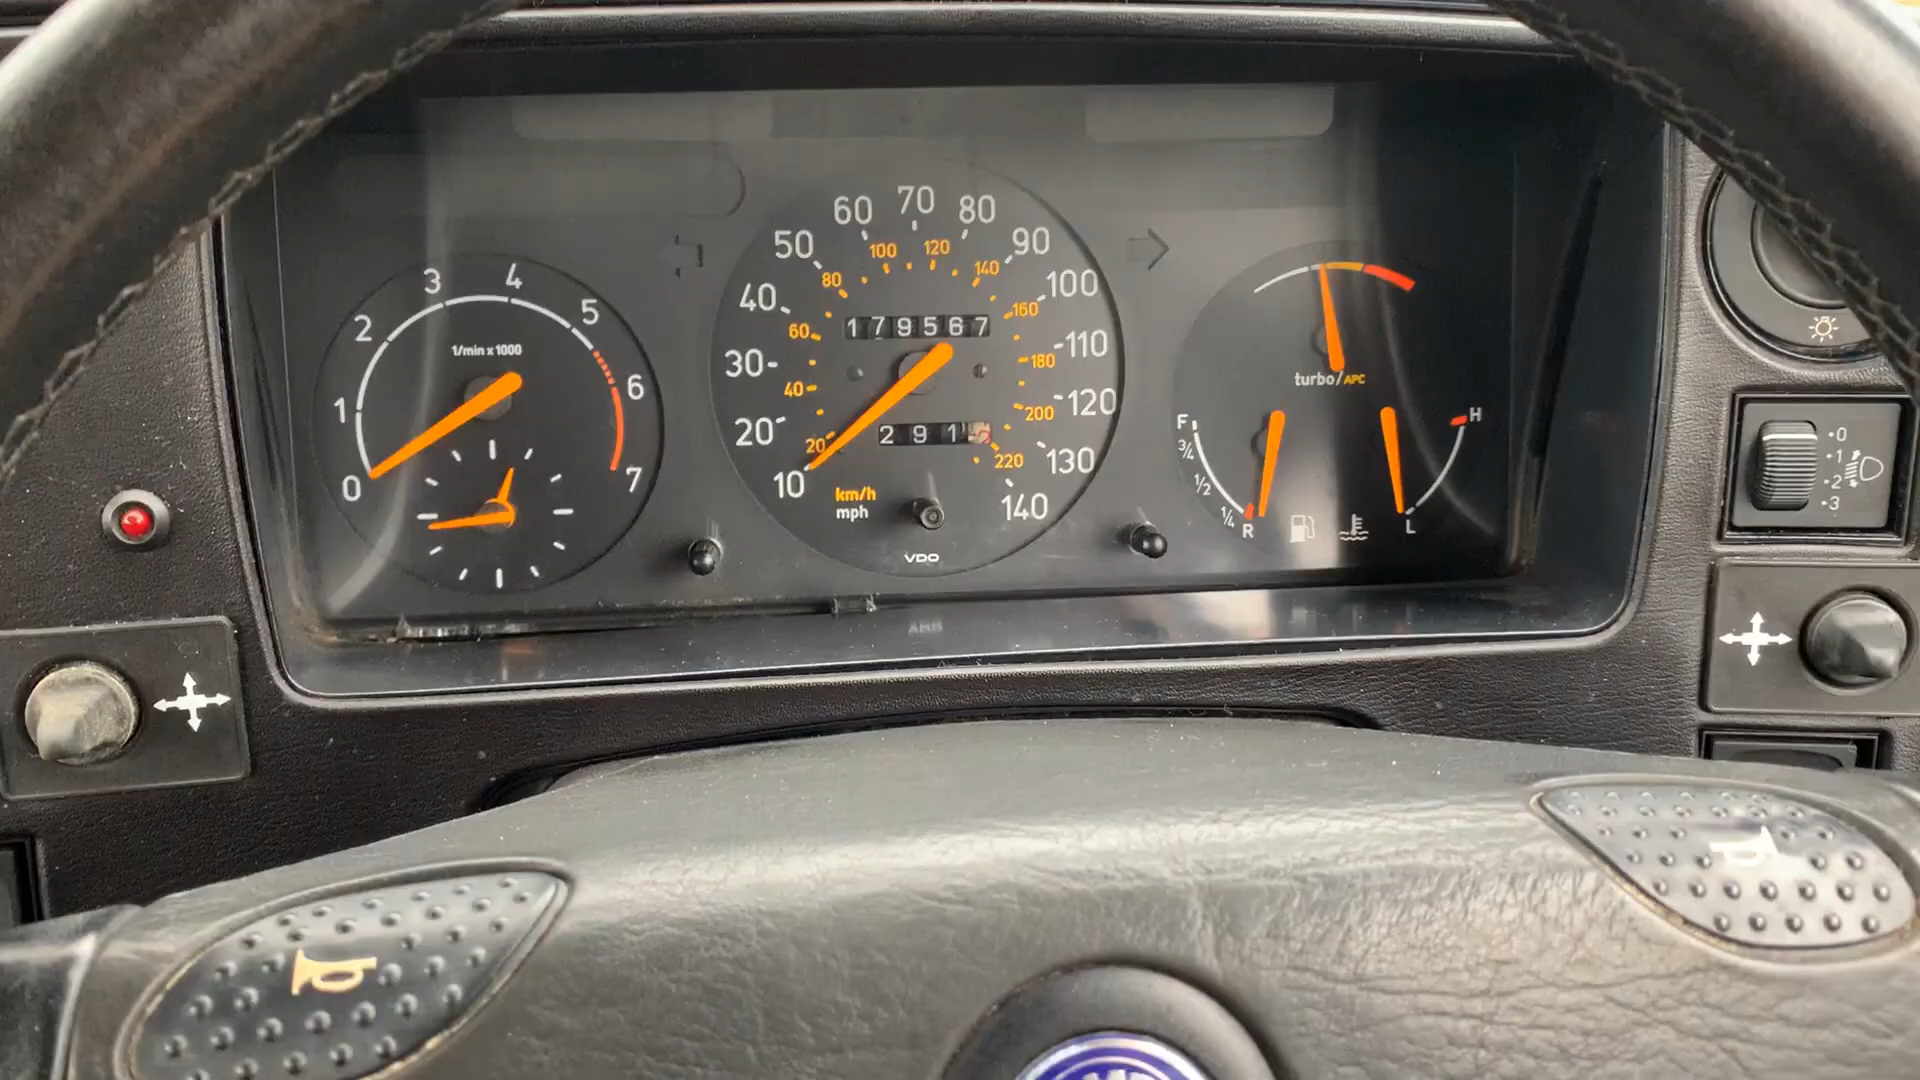 0 1 2 3 4 5 6 7
1/min x 1000
10 20 30 40 50 60 70 80 90 100 110 120 130 140
20 40 60 80 100 120 140 160 180 200 220
179567
291
km/h
mph
VDO
turbo/APC
F
3/4
1/2
1/4
R
H
L
0
1
2
3